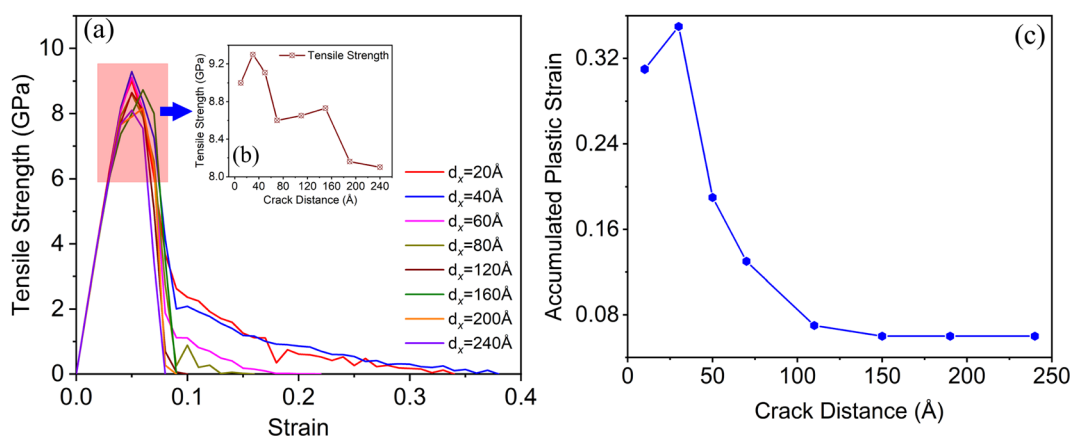 (a)
Tensile Strength (GPa)
10
8
6
4
2
0
0.0
0.1
0.2
0.3
0.4
Strain
Tensile Strength
(b)
Tensile Strength (GPa)
9.2
8.8
8.4
8.0
0
40
80
120
160
200
240
Crack Distance (Å)
dₓ=20Å
dₓ=40Å
dₓ=60Å
dₓ=80Å
dₓ=120Å
dₓ=160Å
dₓ=200Å
dₓ=240Å
(c)
Accumulated Plastic Strain
0.32
0.24
0.16
0.08
0
50
100
150
200
250
Crack Distance (Å)